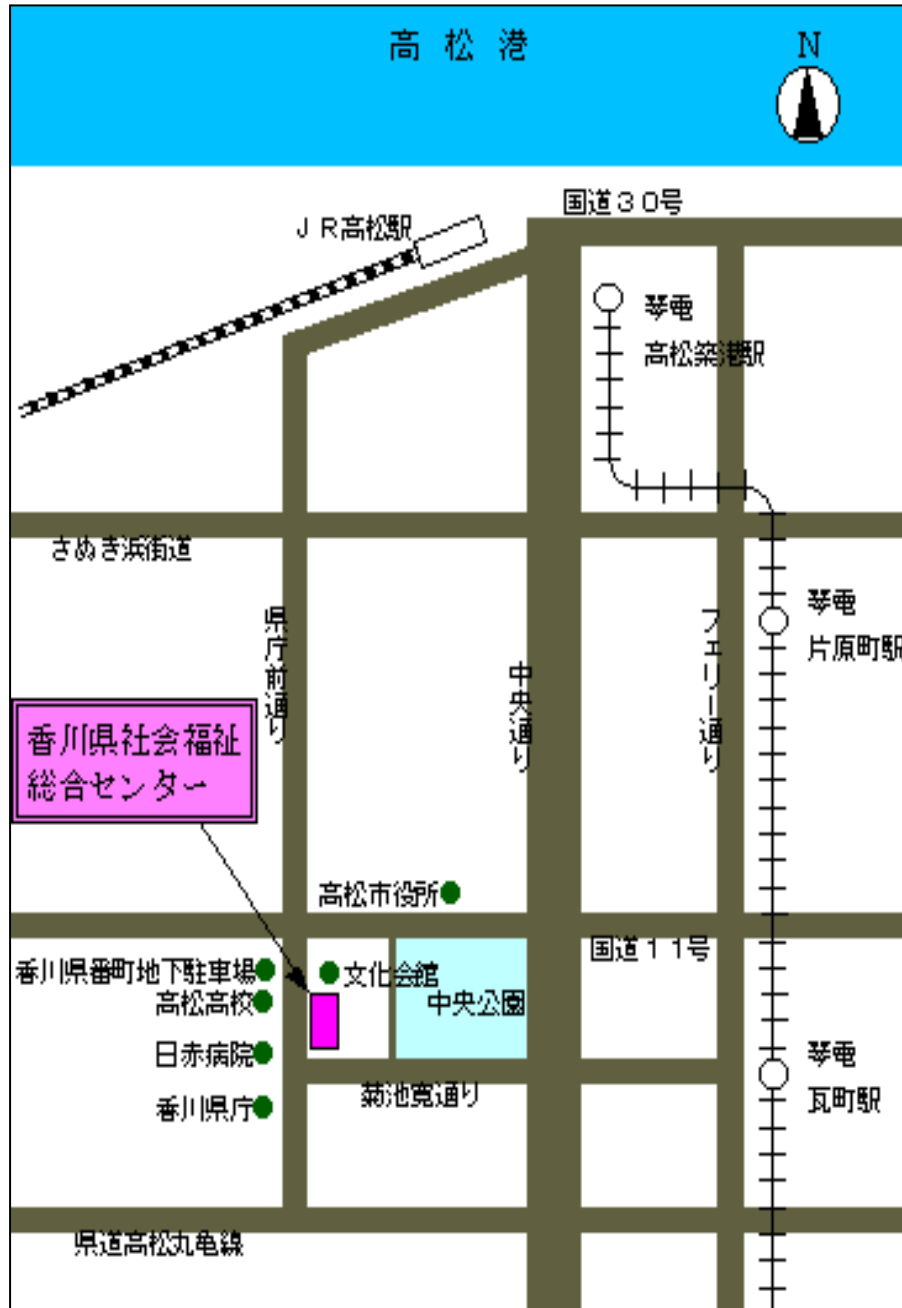 高松港
N
国道３０号
ＪＲ高松駅
琴電
高松築港駅
さぬき浜街道
琴電
片原町駅
県庁前通り
中央通り
フェリー通り
香川県社会福祉
総合センター
高松市役所
国道１１号
香川県番町地下駐車場
文化会館
高松高校
中央公園
日赤病院
琴電
瓦町駅
菊池寛通り
香川県庁
県道高松丸亀線